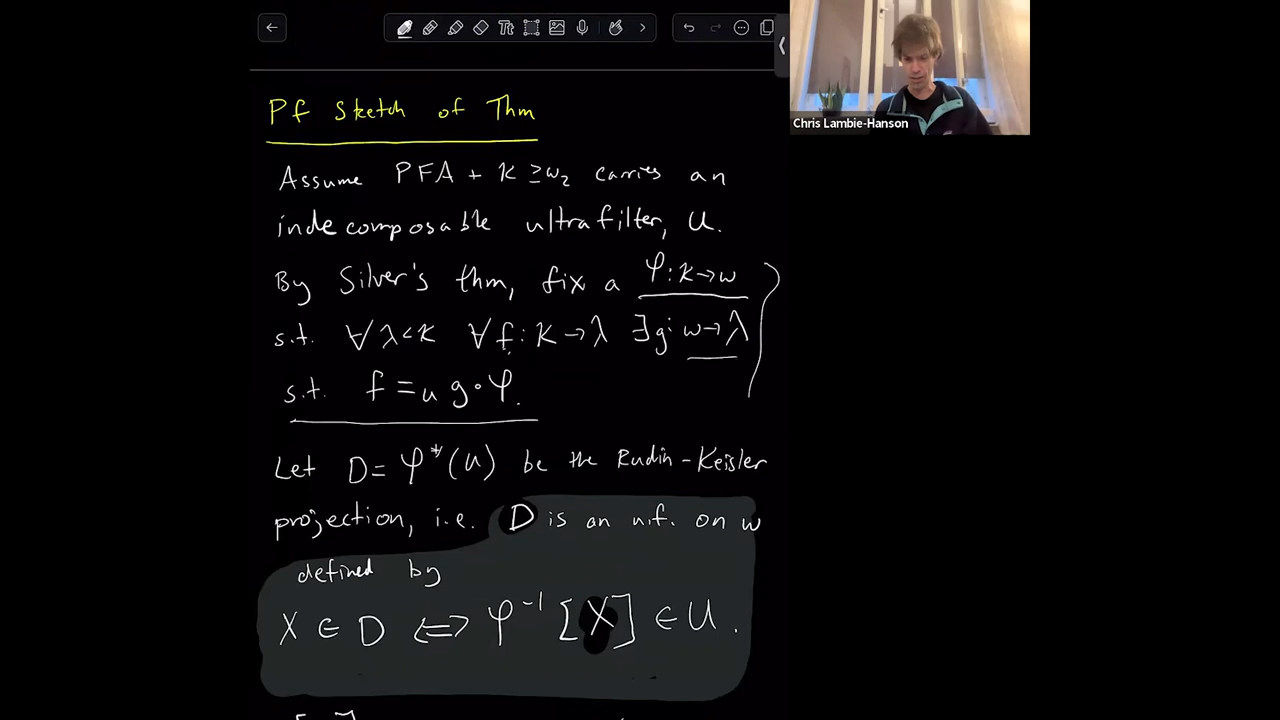 Tt
Chris Lambie-Hanson
Pf Sketch of Thm
Assume PFA + κ ≥ ω₂ carries an
indecomposable ultrafilter, U.
By Silver's thm, fix a φ: κ → ω
s.t. ∀ λ < κ ∀ f: κ → λ ∃ g: ω → λ
s.t. f =ᵤ g ∘ φ.
Let D = φ*(U) be the Rudin-Keisler
projection, i.e. D is an u.f. on ω
defined by
X ∈ D ⟺ φ⁻¹[X] ∈ U.